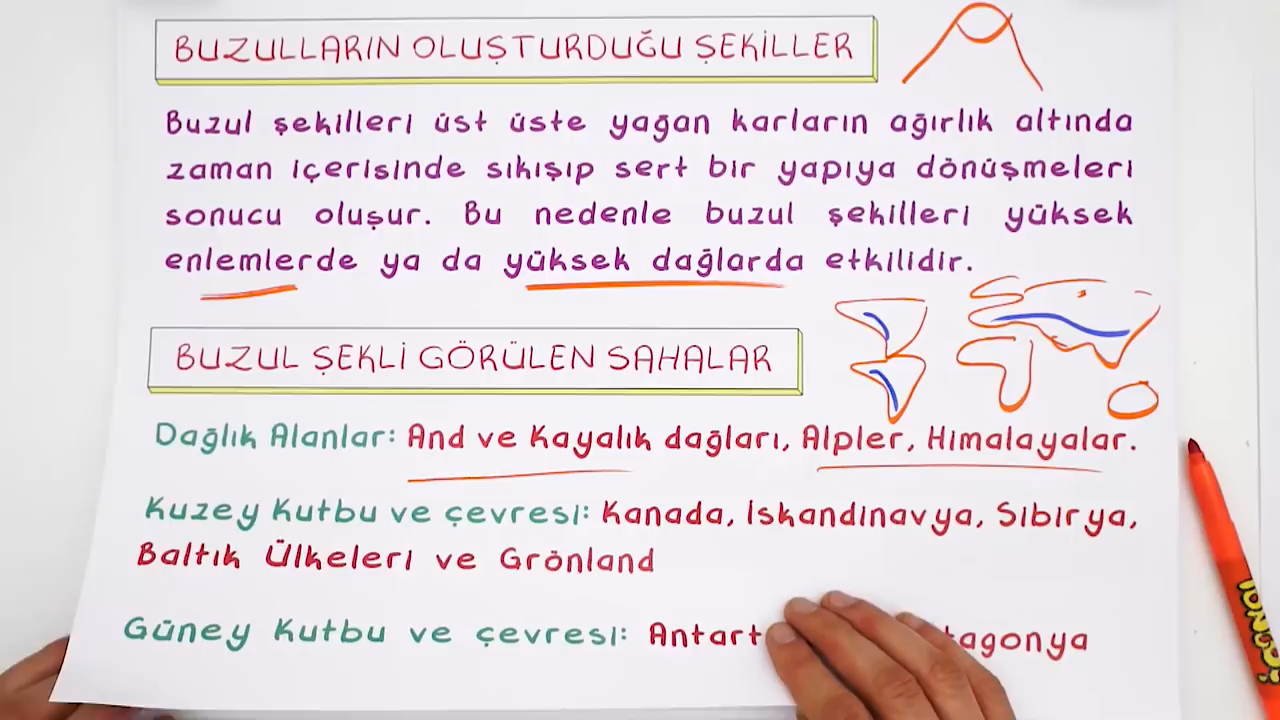 BUZULLARIN OLUŞTURDUĞU ŞEKİLLER
Buzul şekilleri üst üste yağan karların ağırlık altında
zaman içerisinde sıkışıp sert bir yapıya dönüşmeleri
sonucu oluşur. Bu nedenle buzul şekilleri yüksek
enlemlerde ya da yüksek dağlarda etkilidir.
BUZUL ŞEKLİ GÖRÜLEN SAHALAR
Dağlık Alanlar: And ve Kayalık dağları, Alpler, Himalayalar.
Kuzey Kutbu ve çevresi: Kanada, İskandinavya, Sibirya,
Baltık Ülkeleri ve Grönland
Güney Kutbu ve çevresi: Antart tagonya